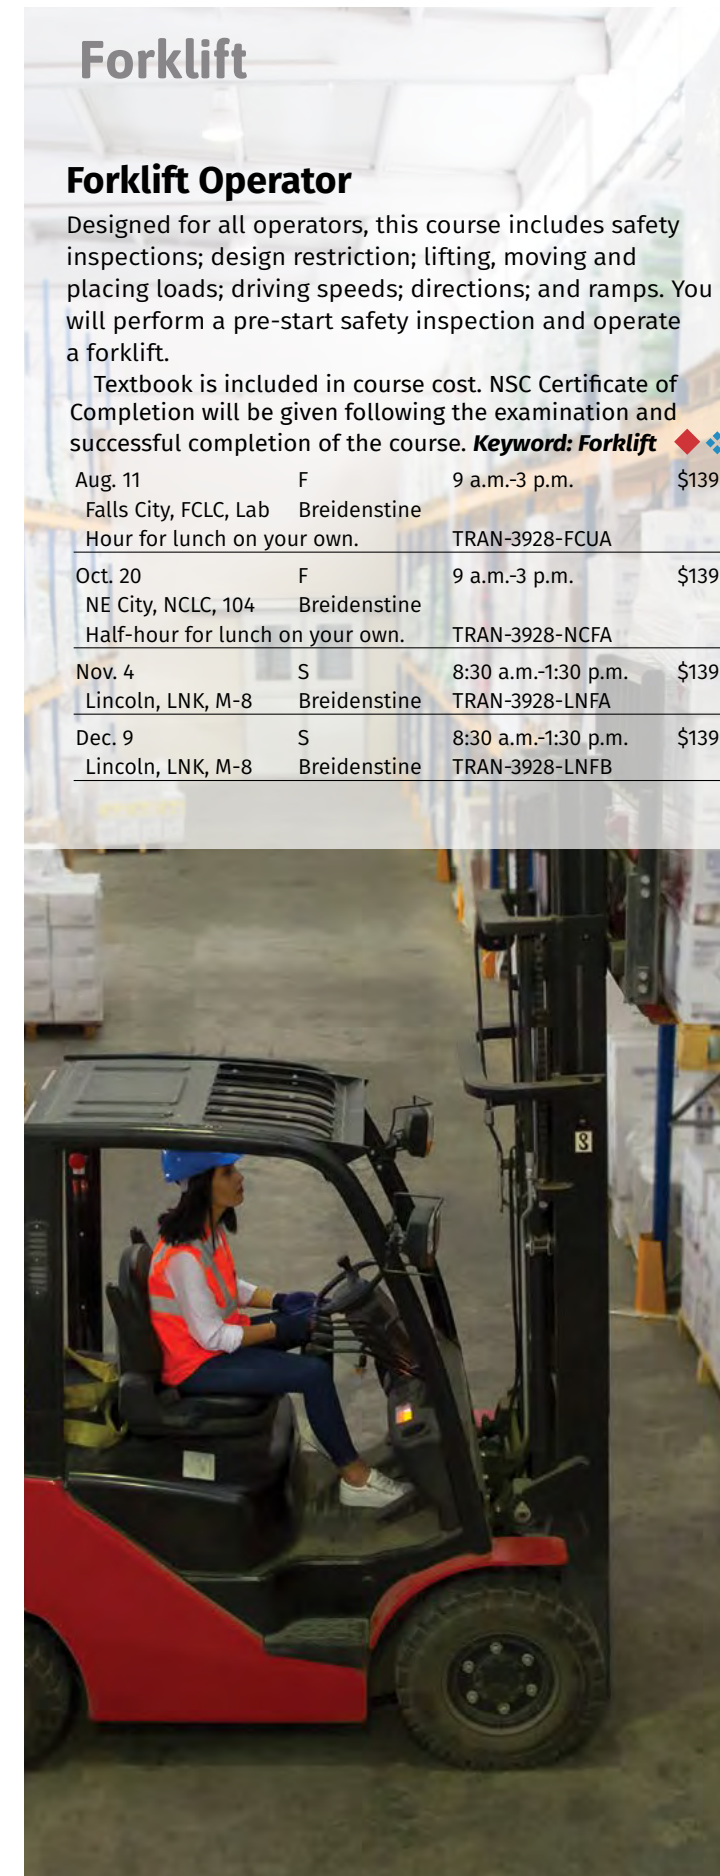 Forklift
Forklift Operator
Designed for all operators, this course includes safety
inspections; design restriction; lifting, moving and
placing loads; driving speeds; directions; and ramps. You
will perform a pre-start safety inspection and operate
a forklift.
Textbook is included in course cost. NSC Certificate of
Completion will be given following the examination and
successful completion of the course. Keyword: Forklift
Aug. 11 F 9 a.m.-3 p.m. $139
Falls City, FCLC, Lab Breidenstine
Hour for lunch on your own. TRAN-3928-FCUA
Oct. 20 F 9 a.m.-3 p.m. $139
NE City, NCLC, 104 Breidenstine
Half-hour for lunch on your own. TRAN-3928-NCFA
Nov. 4 S 8:30 a.m.-1:30 p.m. $139
Lincoln, LNK, M-8 Breidenstine TRAN-3928-LNFA
Dec. 9 S 8:30 a.m.-1:30 p.m. $139
Lincoln, LNK, M-8 Breidenstine TRAN-3928-LNFB